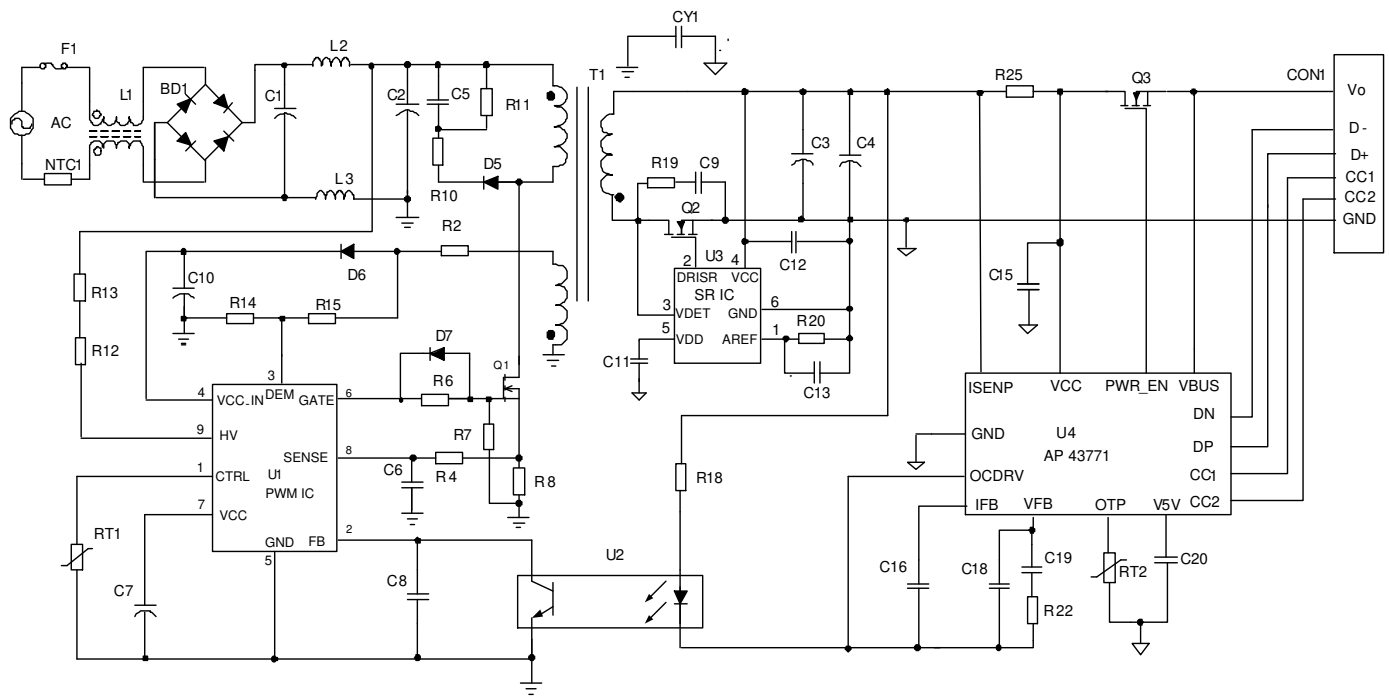 CY1
F1
L2
T1
R25
Q3
CON1
L1
BD1
C1
C2
C5
R11
Vo
AC
C3
C4
D -
NTC1
R19
C9
D+
L3
R10
D5
CC1
CC2
Q2
GND
R2
U3
2
4
C12
D6
DRISR
VCC
SR IC
C10
R13
R14
R15
3
VDET
GND
6
R20
C15
5
VDD
AREF
1
R12
D7
Q1
C11
C13
3
4
VCC_IN
DEM
GATE
6
R6
ISENP
VCC
PWR_EN
VBUS
R7
DN
9
HV
GND
U4
SENSE
8
C6
R 4
R 8
R18
AP 43771
DP
1
CTRL
U1
PWM IC
OCDRV
CC1
7
VCC
IFB
VFB
OTP
V5V
CC2
RT1
GND
FB
2
5
U2
C7
C8
C16
C18
C19
RT2
C20
R22